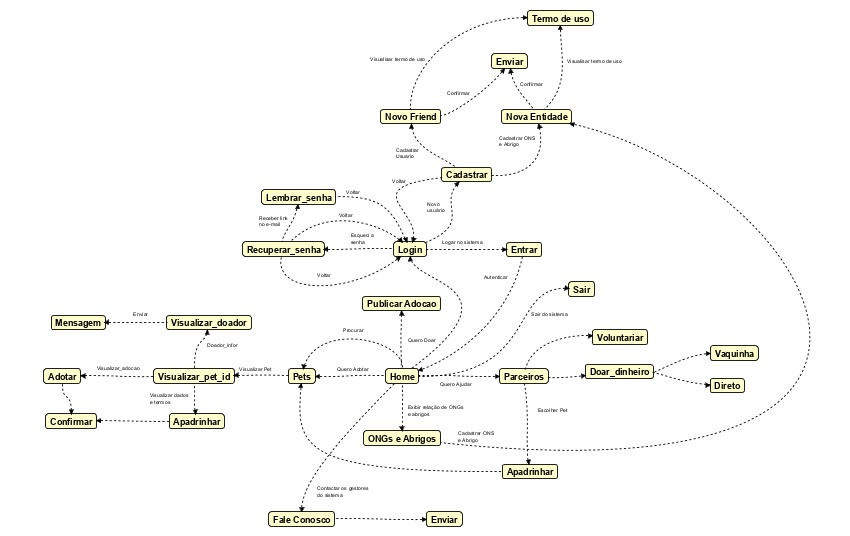 Termo de uso
Visualisar termo de uso
Enviar
Visualisar termo de uso
Confirmar
Confirmar
Novo Friend
Nova Entidade
Cadastrar ONS
e Abrigo
Cadastrar
Usuario
Cadastrar
Voltar
Lembrar_senha
Voltar
Novo
usuário
Receber link
no e-mail
Voltar
Esqueci a
senha
Recuperar_senha
Login
Logar no sistema
Entrar
Voltar
Autenticar
Sair
Publicar Adocao
Sair do sistema
Enviar
Mensagem
Visualizar_doador
Procurar
Quero Doar
Voluntariar
Doador_infor
Vaquinha
Visualizar_adocao
Visualizar Pet
Quero Adotar
Adotar
Visualizar_pet_id
Pets
Home
Quero Ajudar
Parceiros
Doar_dinheiro
Direto
Visualizar dados
e termos
Exibir relação de ONGs
e abrigos
Escolher Pet
Confirmar
Apadrinhar
ONGs e Abrigos
Cadastrar ONS
e Abrigo
Apadrinhar
Contactar os gestores
do sistema
Fale Conosco
Enviar